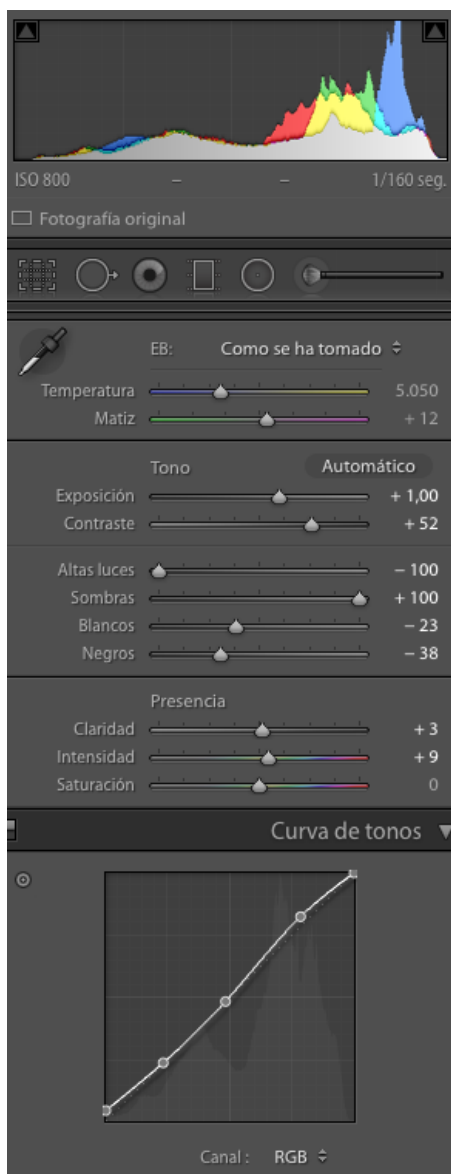 ISO 800 – – 1/160 seg.
Fotografía original
EB: Como se ha tomado
Temperatura 5.050
Matiz + 12
Tono Automático
Exposición + 1,00
Contraste + 52
Altas luces – 100
Sombras + 100
Blancos – 23
Negros – 38
Presencia
Claridad + 3
Intensidad + 9
Saturación 0
Curva de tonos
Canal : RGB